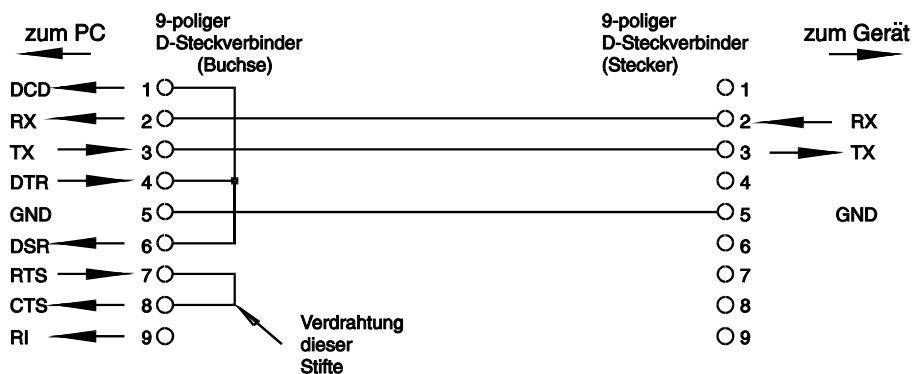 zum PC
9-poliger
D-Steckverbinder
(Buchse)
9-poliger
D-Steckverbinder
(Stecker)
zum Gerät
DCD 1 1
RX 2 2 RX
TX 3 3 TX
DTR 4 4
GND 5 5 GND
DSR 6 6
RTS 7 7
CTS 8 8
RI 9 9
Verdrahtung
dieser
Stifte